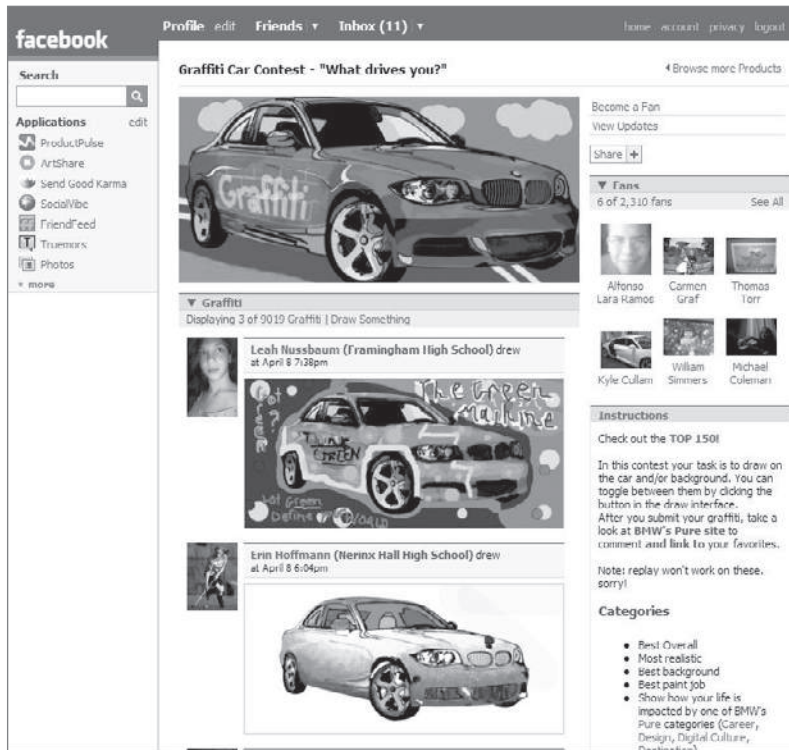 facebook
Profile edit Friends ▾ Inbox (11) ▾
home account privacy logout
Search
Applications edit
ProductPulse
ArtShare
Send Good Karma
SocialVibe
FriendFeed
Truemors
Photos
▾ more
Graffiti Car Contest - "What drives you?"
Browse more Products
Graffiti
▼ Graffiti
Displaying 3 of 9019 Graffiti | Draw Something
Leah Nussbaum (Framingham High School) drew
at April 8 7:38pm
The Green
Machine
Think
GREEN
Let Green
Define WORLD
Erin Hoffmann (Nerinx Hall High School) drew
at April 8 6:04pm
Become a Fan
View Updates
Share +
▼ Fans
6 of 2,310 fans See All
Alfonso
Lara Ramos
Carmen
Graf
Thomas
Torr
Kyle Cullam
William
Simmers
Michael
Coleman
Instructions
Check out the TOP 150!
In this contest your task is to draw on
the car and/or background. You can
toggle between them by clicking the
button in the draw interface.
After you submit your graffiti, take a
look at BMW's Pure site to
comment and link to your favorites.
Note: replay won't work on these.
sorry!
Categories
• Best Overall
• Most realistic
• Best background
• Best paint job
• Show how your life is
impacted by one of BMW's
Pure categories (Career,
Design, Digital Culture,
Destination)